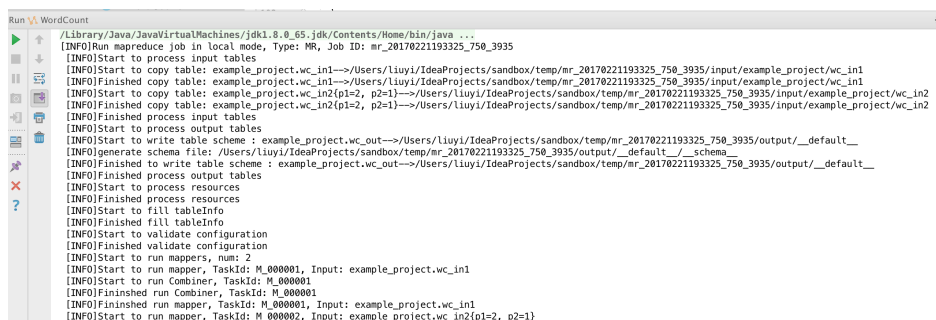 Run WordCount
/Library/Java/JavaVirtualMachines/jdk1.8.0_65.jdk/Contents/Home/bin/java ...
[INFO]Run mapreduce job in local mode, Type: MR, Job ID: mr_20170221193325_750_3935
[INFO]Start to process input tables
[INFO]Start to copy table: example_project.wc_in1-->/Users/liuyi/IdeaProjects/sandbox/temp/mr_20170221193325_750_3935/input/example_project/wc_in1
[INFO]Finished copy table: example_project.wc_in1-->/Users/liuyi/IdeaProjects/sandbox/temp/mr_20170221193325_750_3935/input/example_project/wc_in1
[INFO]Start to copy table: example_project.wc_in2{p1=2, p2=1}-->/Users/liuyi/IdeaProjects/sandbox/temp/mr_20170221193325_750_3935/input/example_project/wc_in2
[INFO]Finished copy table: example_project.wc_in2{p1=2, p2=1}-->/Users/liuyi/IdeaProjects/sandbox/temp/mr_20170221193325_750_3935/input/example_project/wc_in2
[INFO]Finished process input tables
[INFO]Start to process output tables
[INFO]Start to write table scheme : example_project.wc_out-->/Users/liuyi/IdeaProjects/sandbox/temp/mr_20170221193325_750_3935/output/__default__
[INFO]generate schema file: /Users/liuyi/IdeaProjects/sandbox/temp/mr_20170221193325_750_3935/output/__default__/__schema__
[INFO]Finished to write table scheme : example_project.wc_out-->/Users/liuyi/IdeaProjects/sandbox/temp/mr_20170221193325_750_3935/output/__default__
[INFO]Finished process output tables
[INFO]Start to process resources
[INFO]Finished process resources
[INFO]Start to fill tableInfo
[INFO]Finished fill tableInfo
[INFO]Start to validate configuration
[INFO]Finished validate configuration
[INFO]Start to run mappers, num: 2
[INFO]Start to run mapper, TaskId: M_000001, Input: example_project.wc_in1
[INFO]Start to run Combiner, TaskId: M_000001
[INFO]Fininshed run Combiner, TaskId: M_000001
[INFO]Fininshed run mapper, TaskId: M_000001, Input: example_project.wc_in1
[INFO]Start to run mapper, TaskId: M_000002, Input: example_project.wc_in2{p1=2, p2=1}